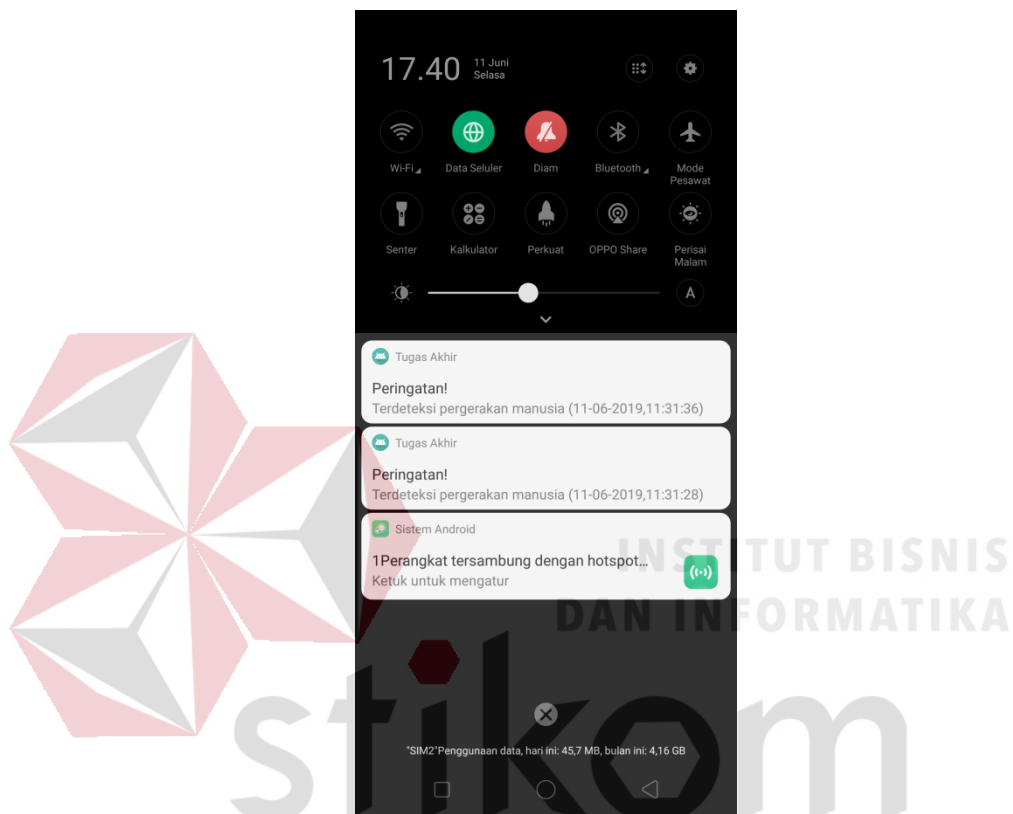 17.40
11 Juni
Selasa
Wi-Fi
Data Seluler
Diam
Bluetooth
Mode
Pesawat
Senter
Kalkulator
Perkuat
OPPO Share
Perisai
Malam
A
Tugas Akhir
Peringatan!
Terdeteksi pergerakan manusia (11-06-2019,11:31:36)
Tugas Akhir
Peringatan!
Terdeteksi pergerakan manusia (11-06-2019,11:31:28)
Sistem Android
1Perangkat tersambung dengan hotspot...
Ketuk untuk mengatur
INSTITUT BISNIS
DAN INFORMATIKA
stikom
"SIM2"Penggunaan data, hari ini: 45,7 MB, bulan ini: 4,16 GB